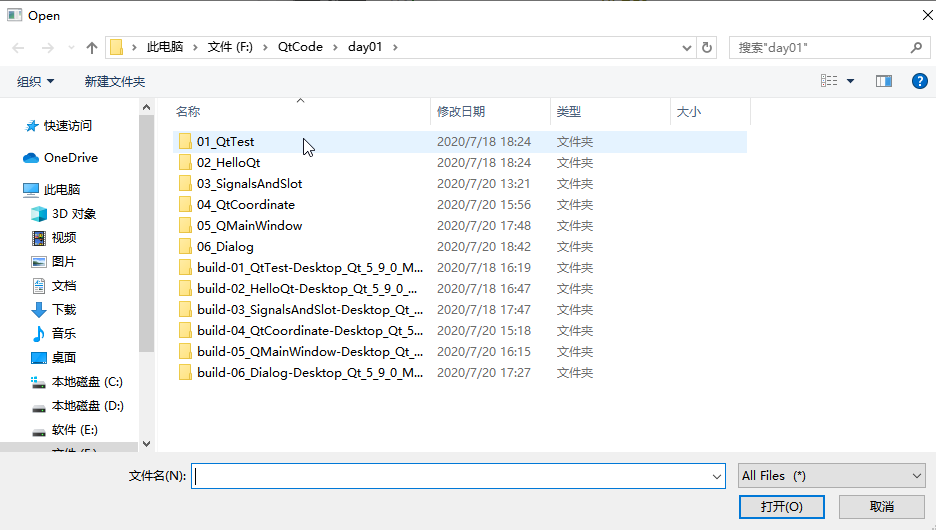 Open
此电脑 文件 (F:) QtCode day01 搜索"day01"
组织 新建文件夹
名称 修改日期 类型 大小
快速访问
OneDrive
此电脑
3D 对象
视频
图片
文档
下载
音乐
桌面
本地磁盘 (C:)
本地磁盘 (D:)
软件 (E:)
01_QtTest 2020/7/18 18:24 文件夹
02_HelloQt 2020/7/18 18:24 文件夹
03_SignalsAndSlot 2020/7/20 13:21 文件夹
04_QtCoordinate 2020/7/20 15:56 文件夹
05_QMainWindow 2020/7/20 17:48 文件夹
06_Dialog 2020/7/20 18:42 文件夹
build-01_QtTest-Desktop_Qt_5_9_0_M... 2020/7/18 16:19 文件夹
build-02_HelloQt-Desktop_Qt_5_9_0_... 2020/7/18 16:47 文件夹
build-03_SignalsAndSlot-Desktop_Qt_... 2020/7/18 17:47 文件夹
build-04_QtCoordinate-Desktop_Qt_5... 2020/7/20 15:18 文件夹
build-05_QMainWindow-Desktop_Qt_... 2020/7/20 16:15 文件夹
build-06_Dialog-Desktop_Qt_5_9_0_M... 2020/7/20 17:27 文件夹
文件名(N): All Files (*)
打开(O) 取消